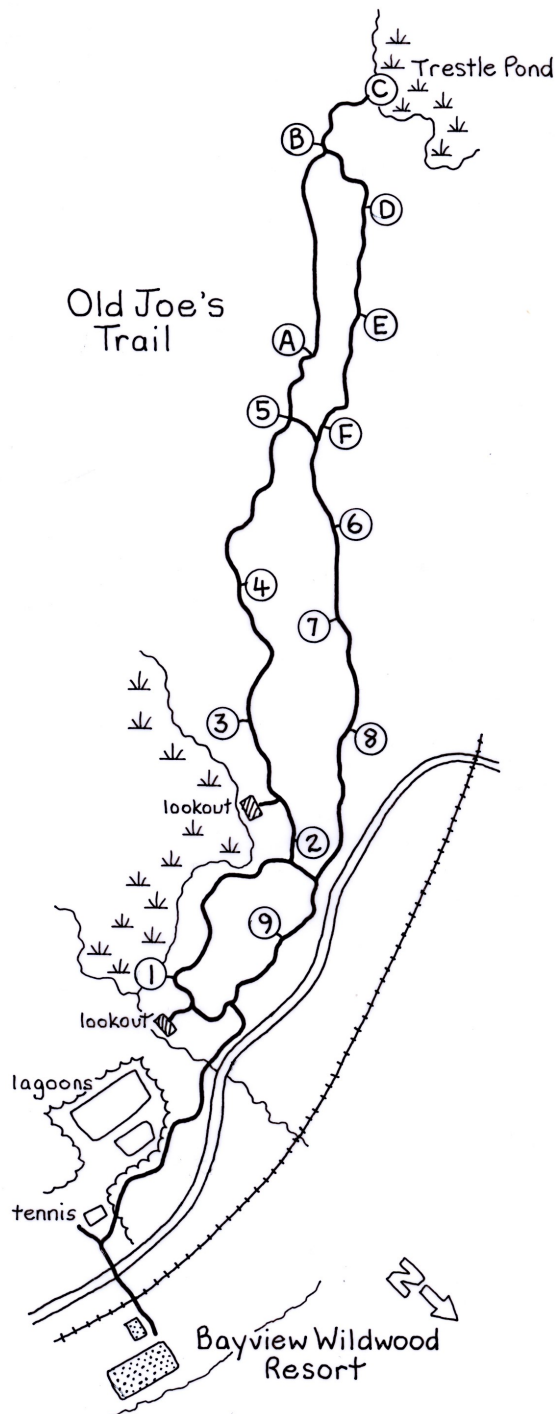 C
Trestle Pond
B
D
Old Joe's
Trail
E
A
5
F
6
4
7
3
8
lookout
2
9
1
lookout
lagoons
tennis
N
Bayview Wildwood
Resort